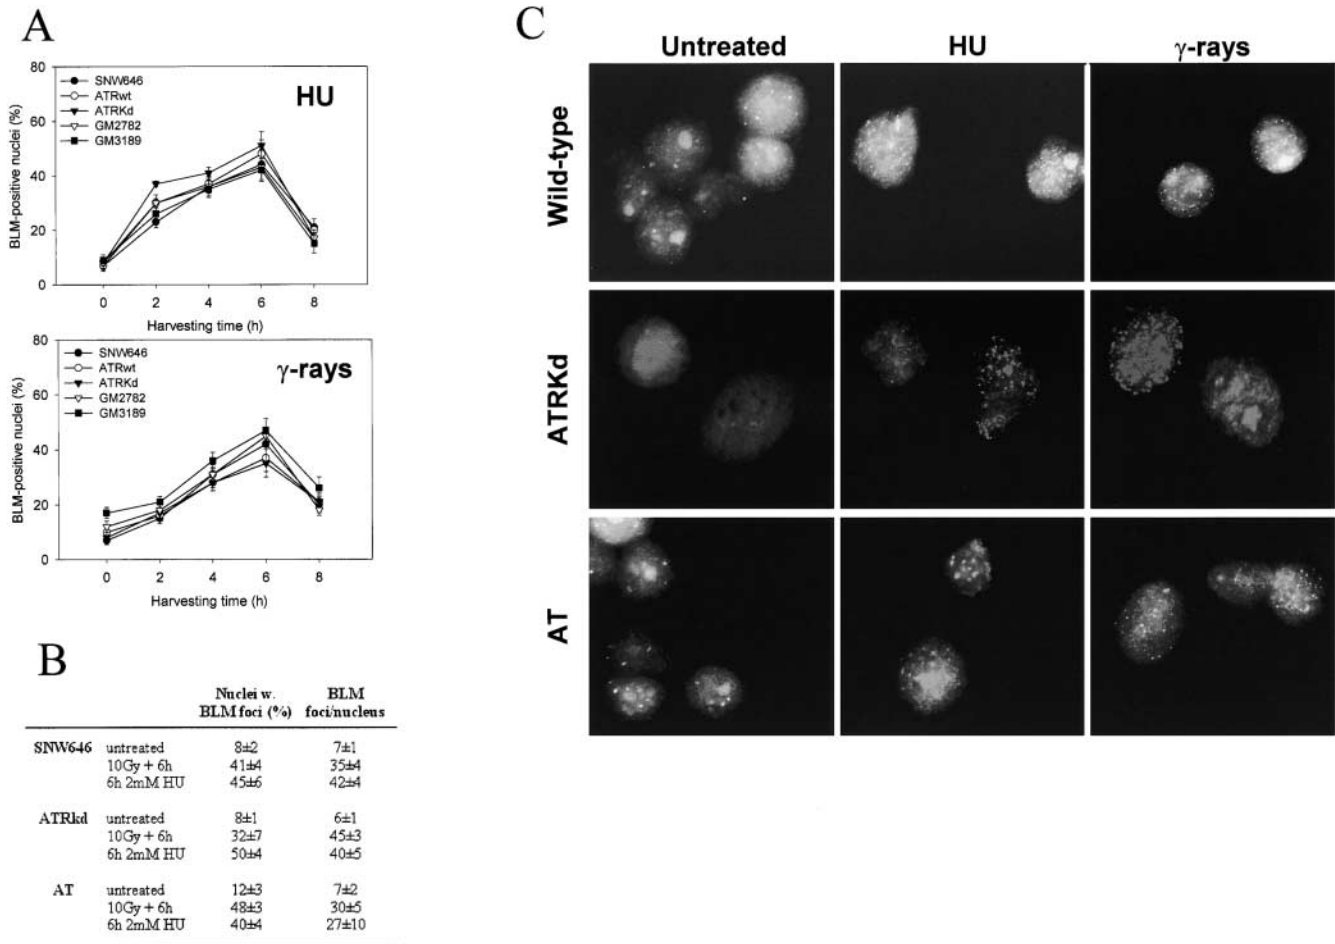 A
80
60
40
20
0
BLM-positive nuclei (%)
SNW646
ATRwt
ATRKd
GM2782
GM3189
HU
0 2 4 6 8
Harvesting time (h)
80
60
40
20
0
BLM-positive nuclei (%)
SNW646
ATRwt
ATRKd
GM2782
GM3189
γ-rays
0 2 4 6 8
Harvesting time (h)
B
Nuclei w. BLM
BLM foci (%) foci/nucleus
SNW646 untreated 8±2 7±1
10Gy + 6h 41±4 35±4
6h 2mM HU 45±6 42±4
ATRkd untreated 8±1 6±1
10Gy + 6h 32±7 45±3
6h 2mM HU 50±4 40±5
AT untreated 12±3 7±2
10Gy + 6h 48±3 30±5
6h 2mM HU 40±4 27±10
C
Untreated HU γ-rays
Wild-type
ATRKd
AT